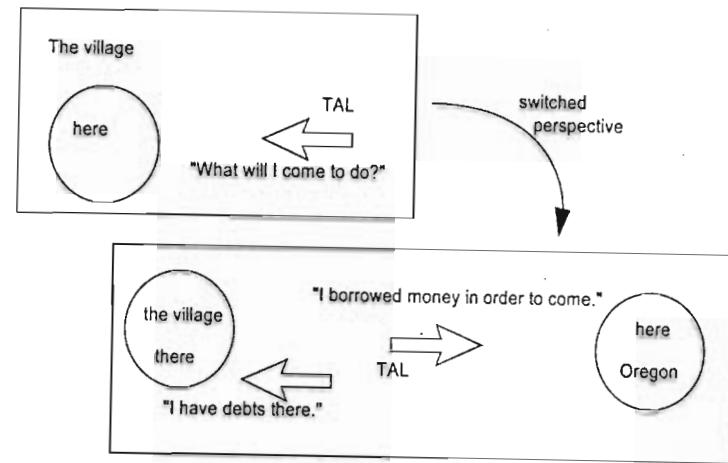 The village
here
TAL
"What will I come to do?"
switched
perspective
the village
there
"I borrowed money in order to come."
TAL
"I have debts there."
here
Oregon